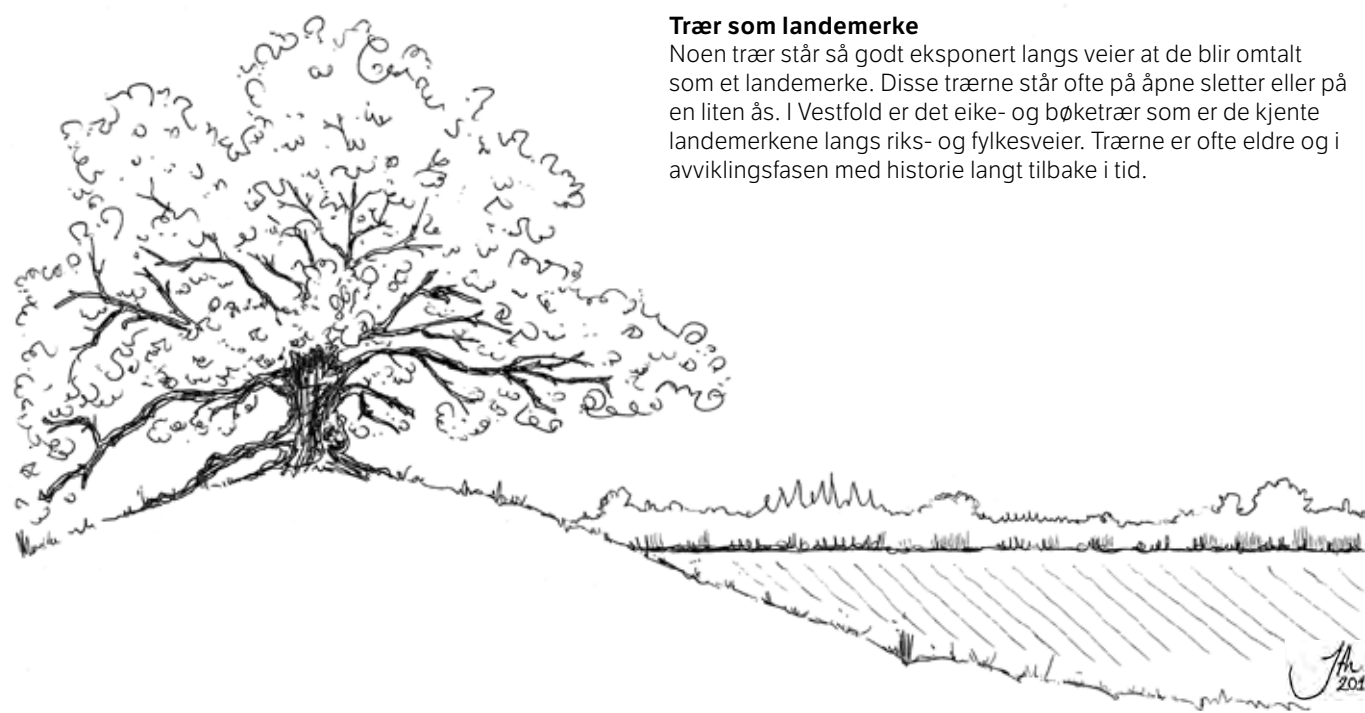 Trær som landemerke
Noen trær står så godt eksponert langs veier at de blir omtalt
som et landemerke. Disse trærne står ofte på åpne sletter eller på
en liten ås. I Vestfold er det eike- og bøketrær som er de kjente
landemerkene langs riks- og fylkesveier. Trærne er ofte eldre og i
avviklingsfasen med historie langt tilbake i tid.
201